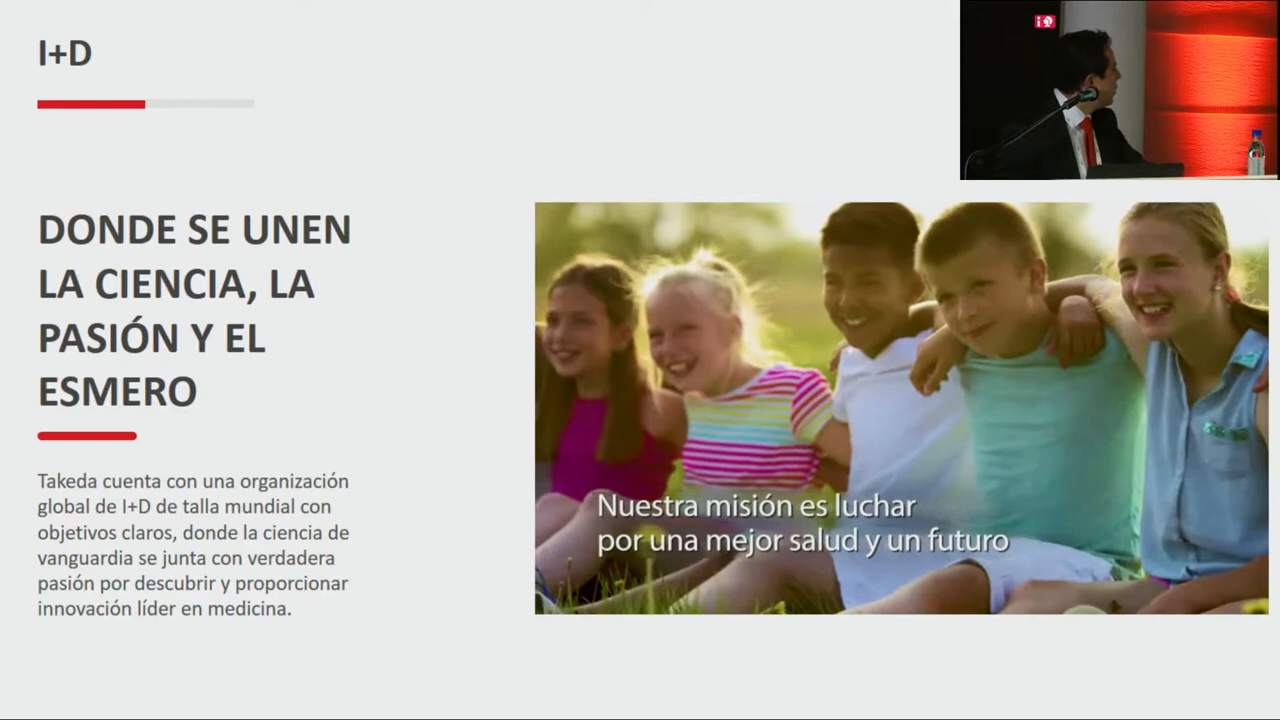 I+D
DONDE SE UNEN
LA CIENCIA, LA
PASIÓN Y EL
ESMERO
Takeda cuenta con una organización
global de I+D de talla mundial con
objetivos claros, donde la ciencia de
vanguardia se junta con verdadera
pasión por descubrir y proporcionar
innovación líder en medicina.
Nuestra misión es luchar
por una mejor salud y un futuro